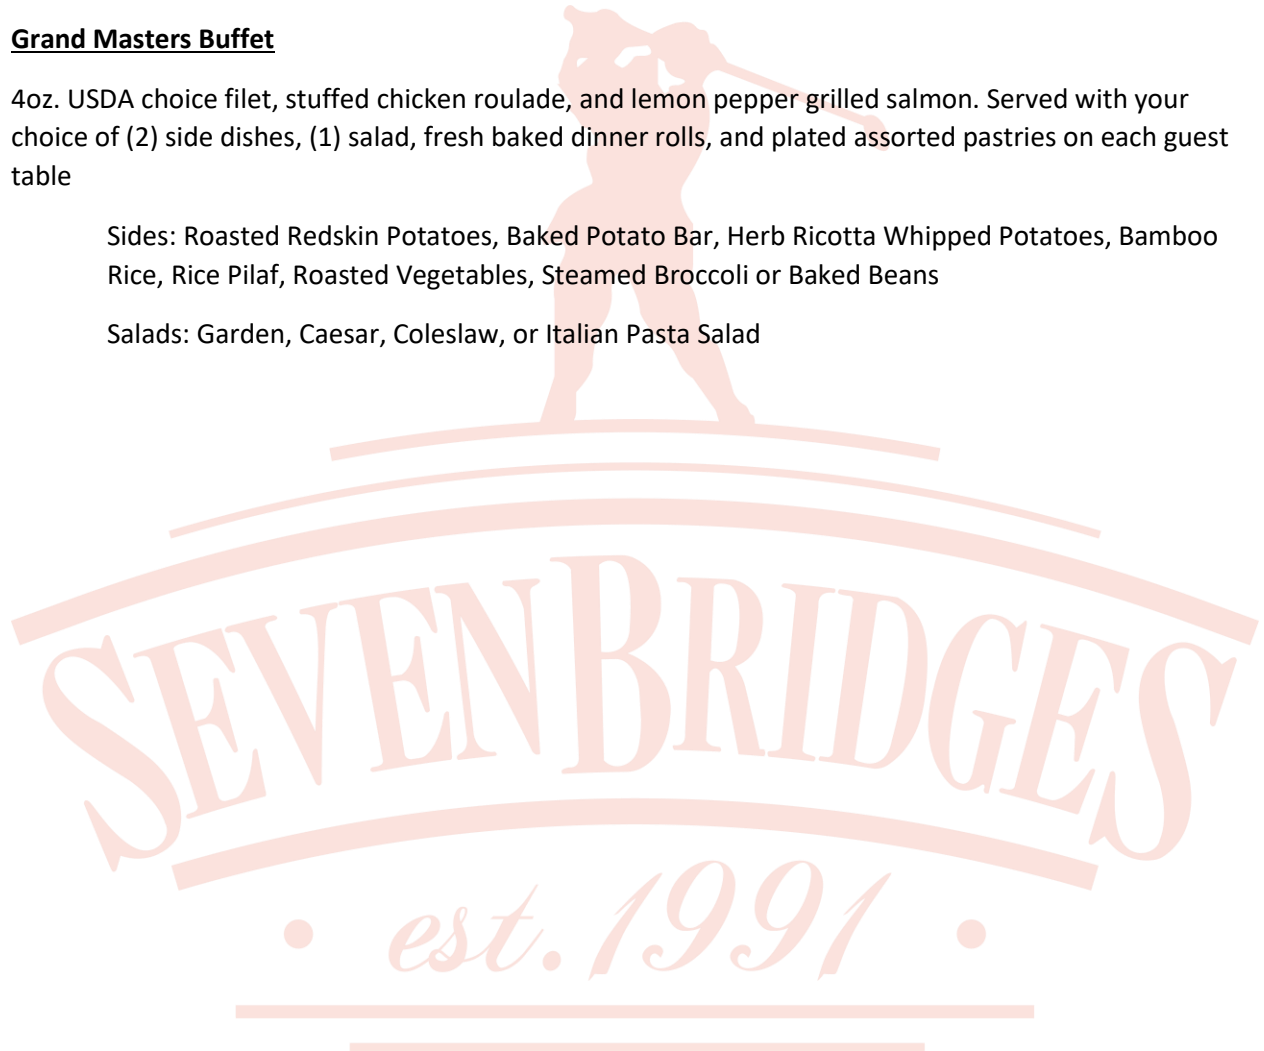 Grand Masters Buffet
4oz. USDA choice filet, stuffed chicken roulade, and lemon pepper grilled salmon. Served with your
choice of (2) side dishes, (1) salad, fresh baked dinner rolls, and plated assorted pastries on each guest
table
Sides: Roasted Redskin Potatoes, Baked Potato Bar, Herb Ricotta Whipped Potatoes, Bamboo
Rice, Rice Pilaf, Roasted Vegetables, Steamed Broccoli or Baked Beans
Salads: Garden, Caesar, Coleslaw, or Italian Pasta Salad
SEVEN BRIDGES
• est. 1991 •